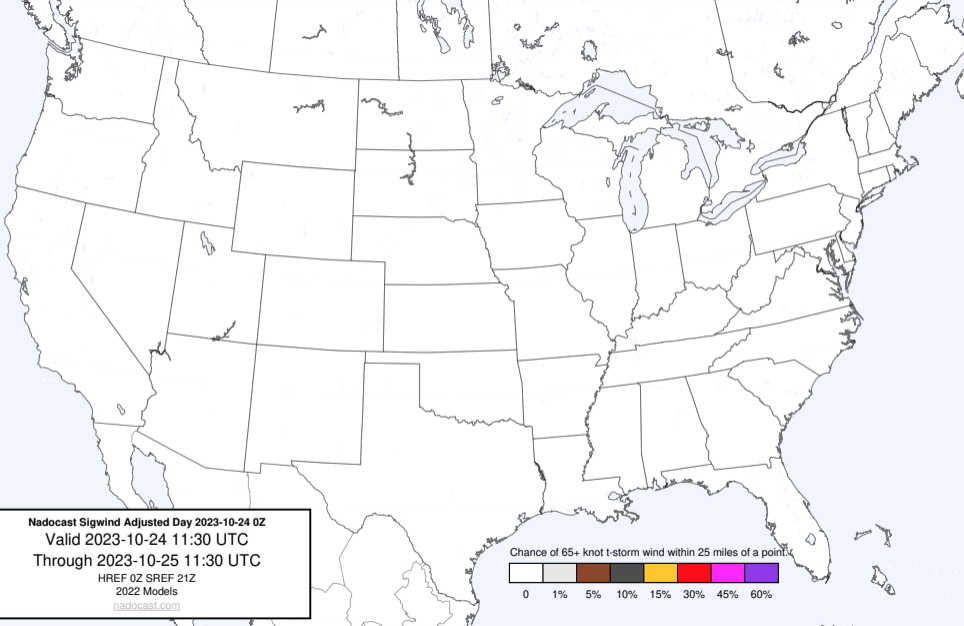 Nadocast Sigwind Adjusted Day 2023-10-24 0Z
Valid 2023-10-24 11:30 UTC
Through 2023-10-25 11:30 UTC
HREF 0Z SREF 21Z
2022 Models
nadocast.com
Chance of 65+ knot t-storm wind within 25 miles of a point.
0 1% 5% 10% 15% 30% 45% 60%